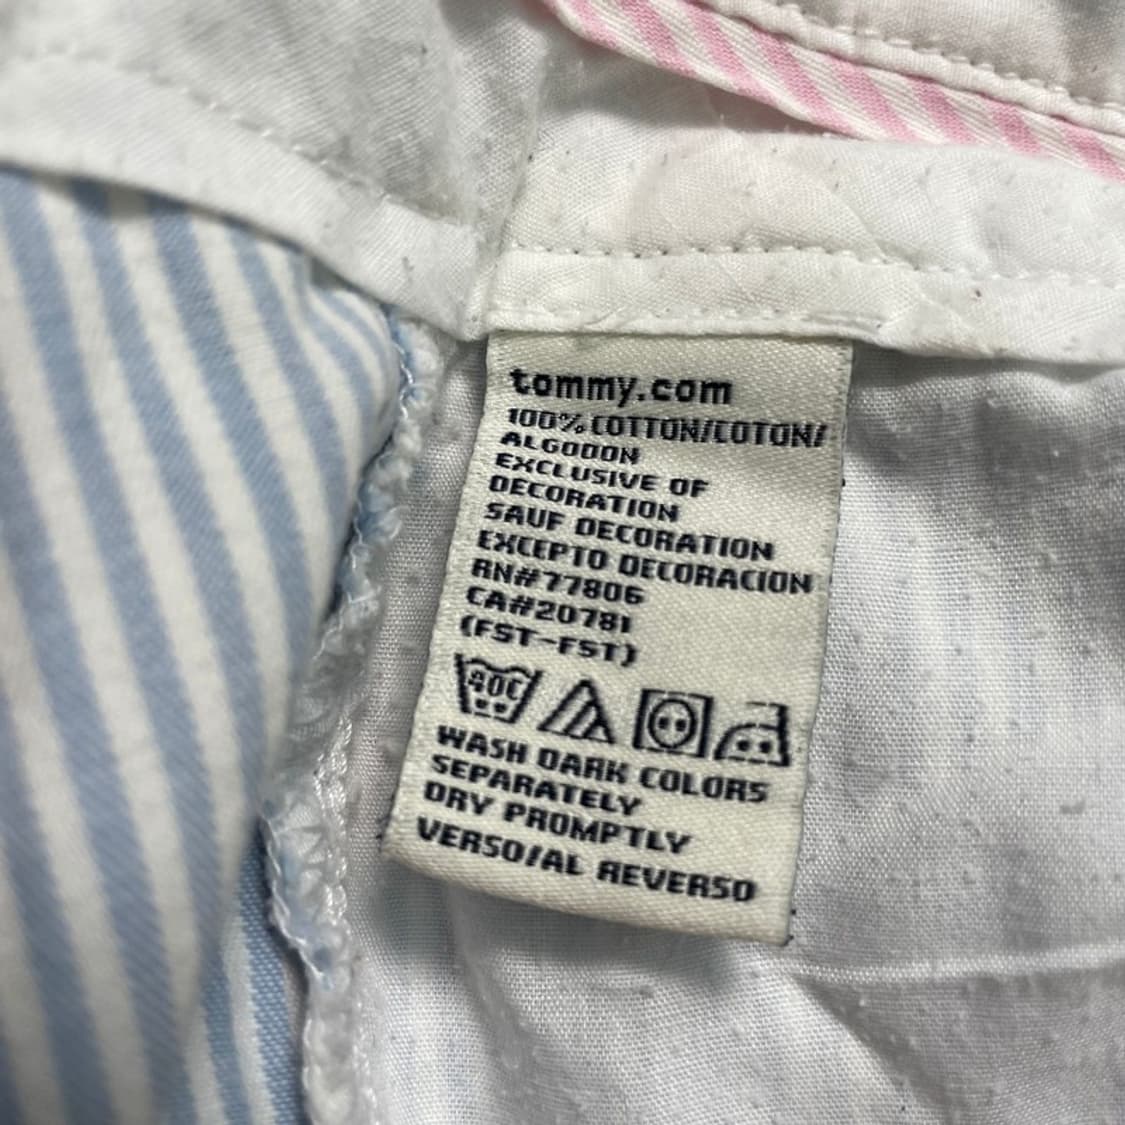 tommy.com
100% COTTON/COTON/
ALGODON
EXCLUSIVE OF
DECORATION
SAUF DECORATION
EXCEPTO DECORACION
RN#77806
CA#20781
(FST-FST)
40C
WASH DARK COLORS
SEPARATELY
DRY PROMPTLY
VERSO/AL REVERSO